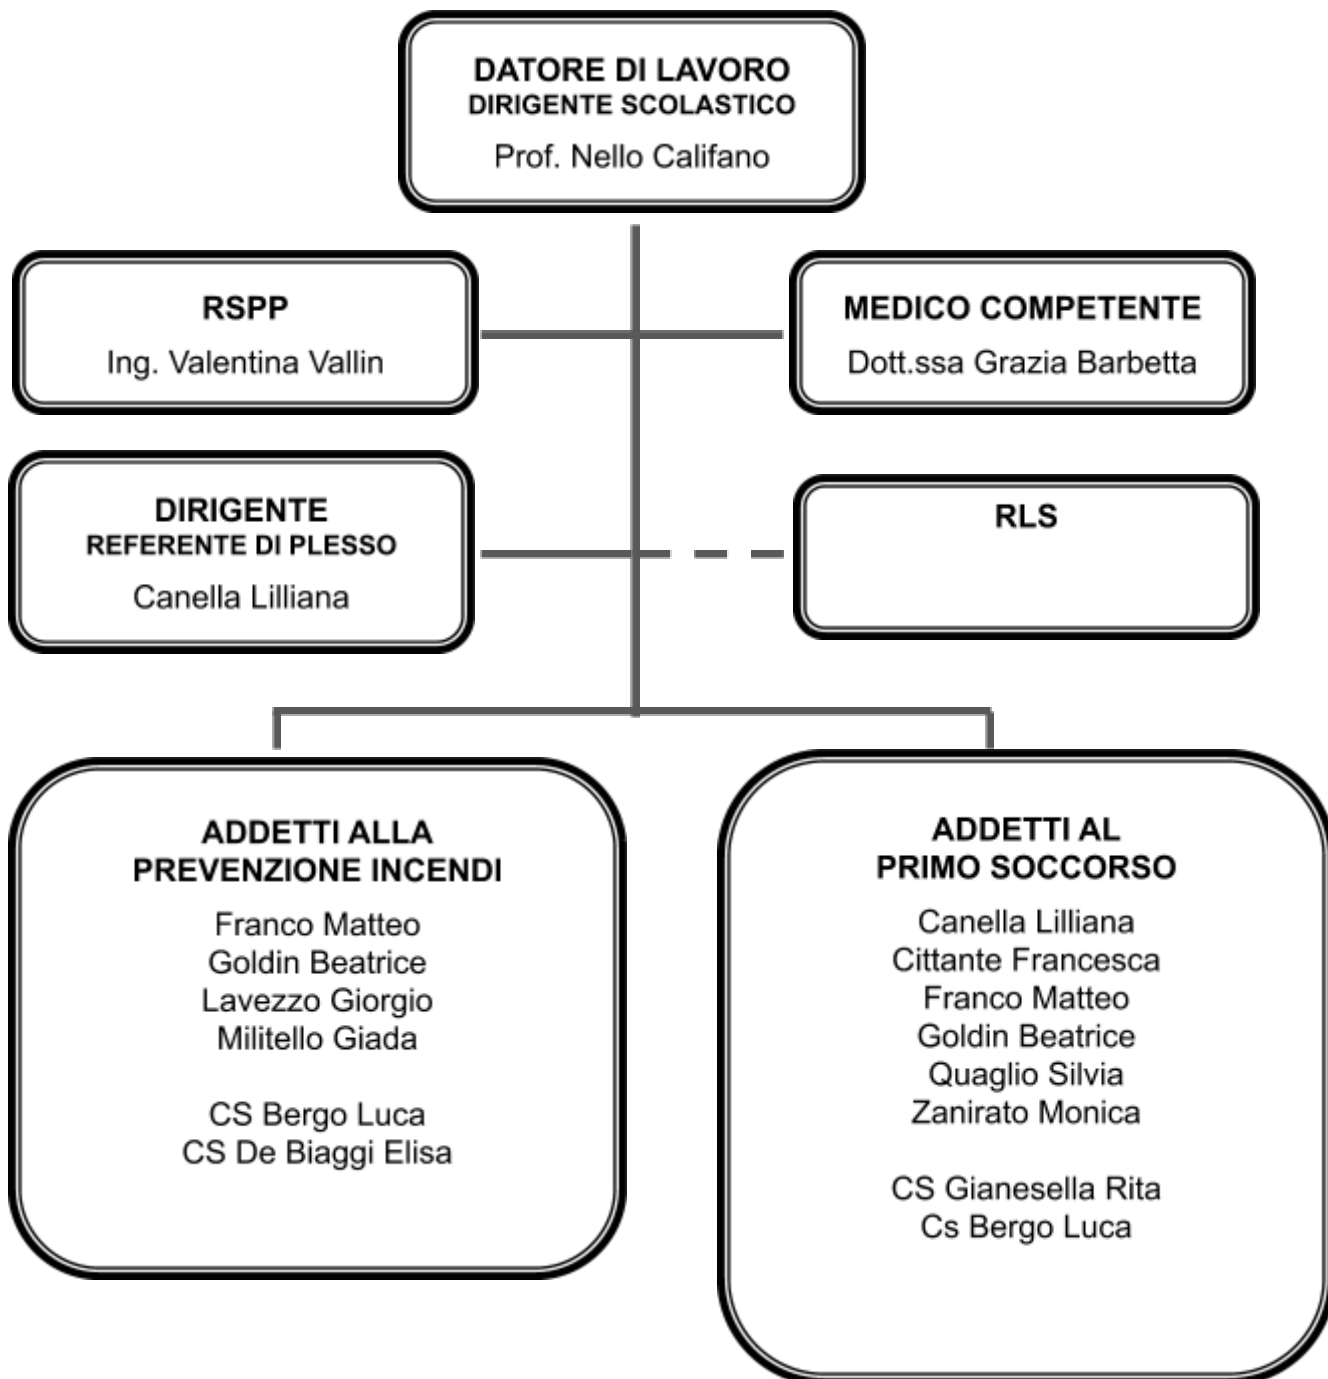 DATORE DI LAVORO
DIRIGENTE SCOLASTICO
Prof. Nello Califano
RSPP
Ing. Valentina Vallin
MEDICO COMPETENTE
Dott.ssa Grazia Barbetta
DIRIGENTE
REFERENTE DI PLESSO
Canella Lilliana
RLS
ADDETTI ALLA
PREVENZIONE INCENDI
Franco Matteo
Goldin Beatrice
Lavezzo Giorgio
Militello Giada
CS Bergo Luca
CS De Biaggi Elisa
ADDETTI AL
PRIMO SOCCORSO
Canella Lilliana
Cittante Francesca
Franco Matteo
Goldin Beatrice
Quaglio Silvia
Zanirato Monica
CS Gianesella Rita
Cs Bergo Luca